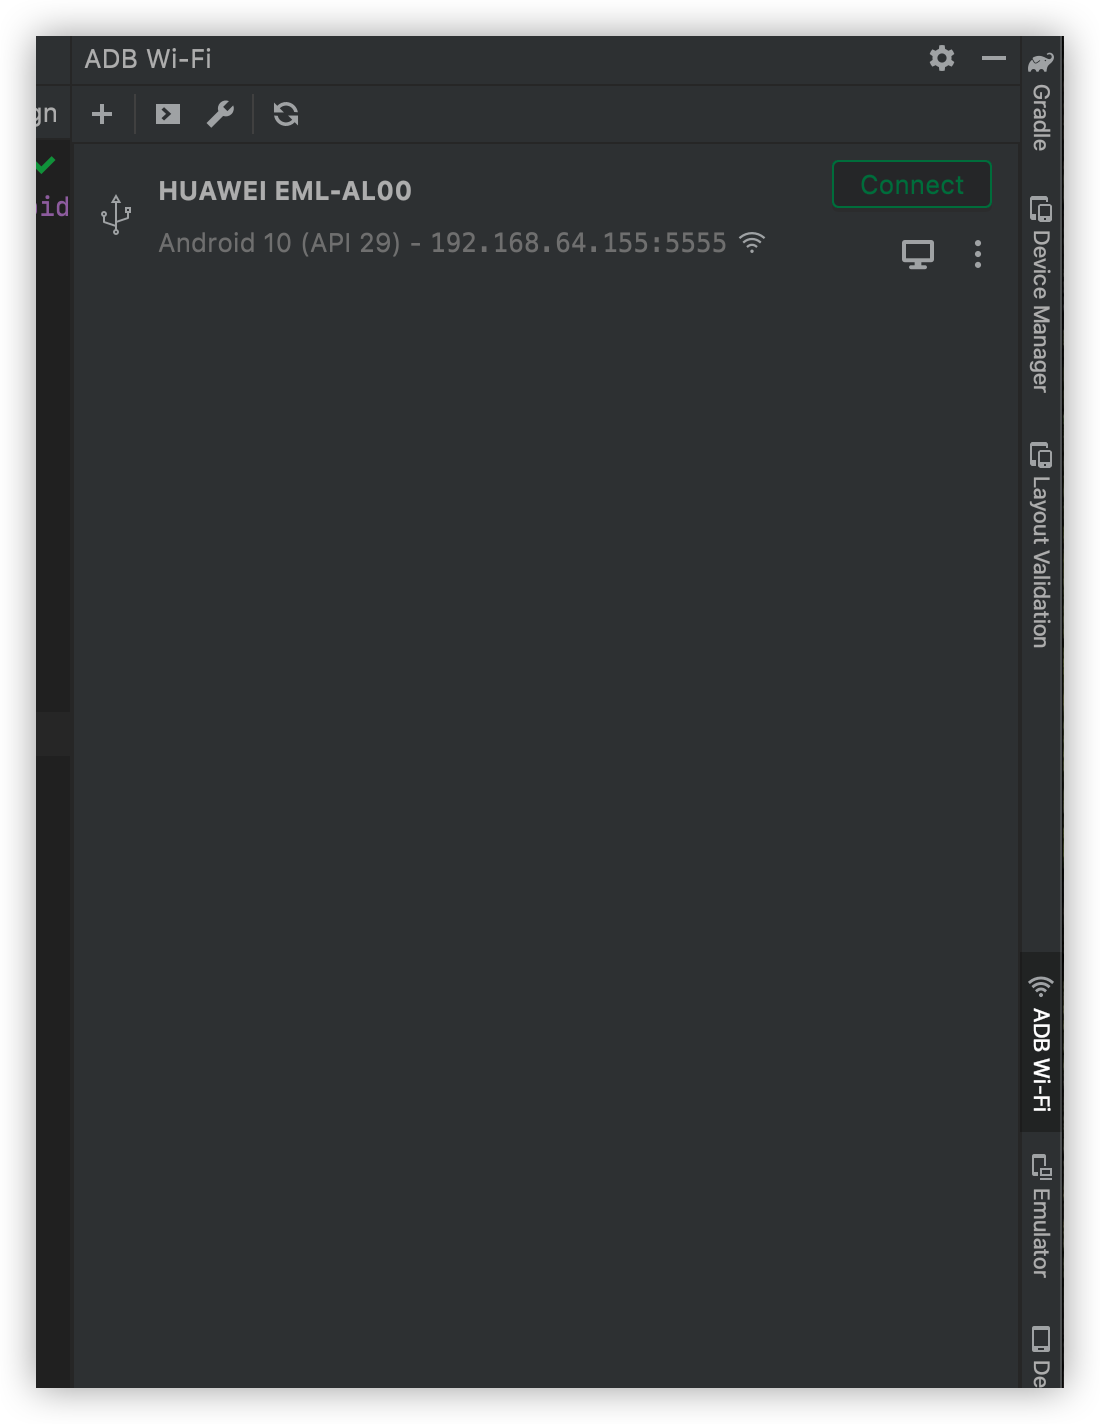 ADB Wi-Fi
gn
id
HUAWEI EML-AL00
Connect
Android 10 (API 29) - 192.168.64.155:5555
Gradle
Device Manager
Layout Validation
ADB Wi-Fi
Emulator
De